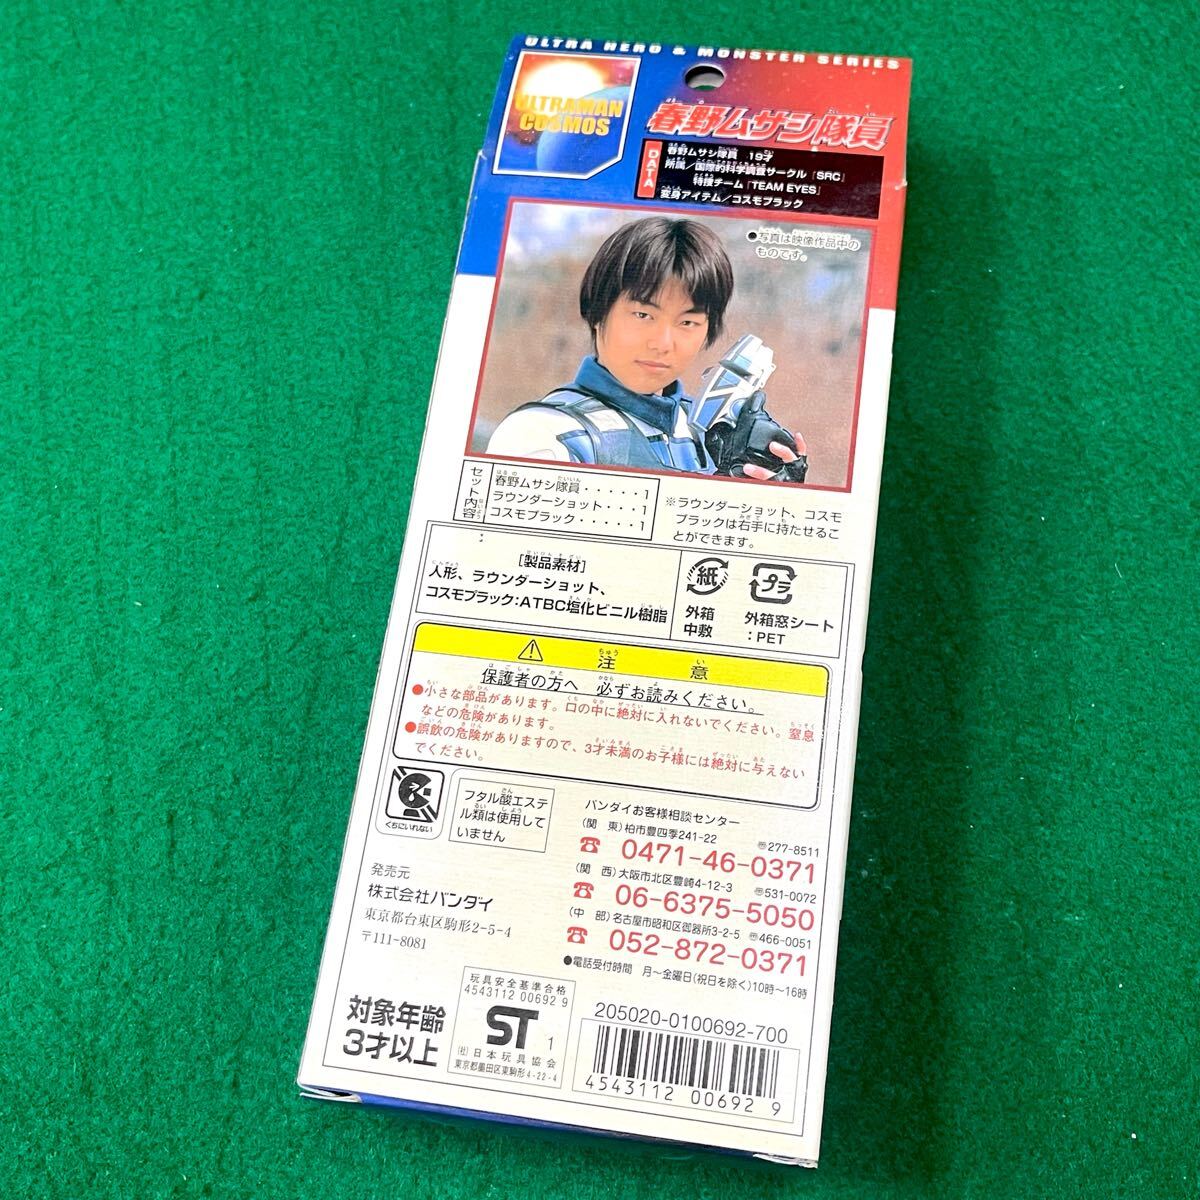 ULTRA HERO & MONSTER SERIES
ULTRAMAN
COSMOS
春野ムサシ隊員
DATA
春野ムサシ隊員 19才
所属/国際的科学調査サークル「SRC」
特捜チーム「TEAM EYES」
変身アイテム/コスモプラック
●写真は映像作品中の
ものです。
セット内容
春野ムサシ隊員・・・・・1
ラウンダーショット・・・1
コスモプラック・・・・・1
※ラウンダーショット、コスモ
プラックは右手に持たせるこ
とができます。
[製品素材]
人形、ラウンダーショット、
コスモプラック:ATBC塩化ビニル樹脂
紙
外箱
中敷
プラ
外箱窓シート
:PET
注意
保護者の方へ 必ずお読みください。
●小さな部品があります。口の中に絶対に入れないでください。窒息
などの危険があります。
●誤飲の危険がありますので、3才未満のお子様には絶対に与えない
でください。
くちにいれない
フタル酸エステ
ル類は使用して
いません
バンダイお客様相談センター
(関 東)柏市豊四季241-22 〒277-8511
☎ 0471-46-0371
(関 西)大阪市北区豊崎4-12-3 〒531-0072
☎ 06-6375-5050
(中 部)名古屋市昭和区御器所3-2-5 〒466-0051
☎ 052-872-0371
●電話受付時間 月〜金曜日(祝日を除く)10時〜16時
発売元
株式会社バンダイ
東京都台東区駒形2-5-4
〒111-8081
対象年齢
3才以上
玩具安全基準合格
4543112 00692 9
ST 1
(社)日本玩具協会
東京都墨田区東駒形4-22-4
205020-0100692-700
4543112 00692 9